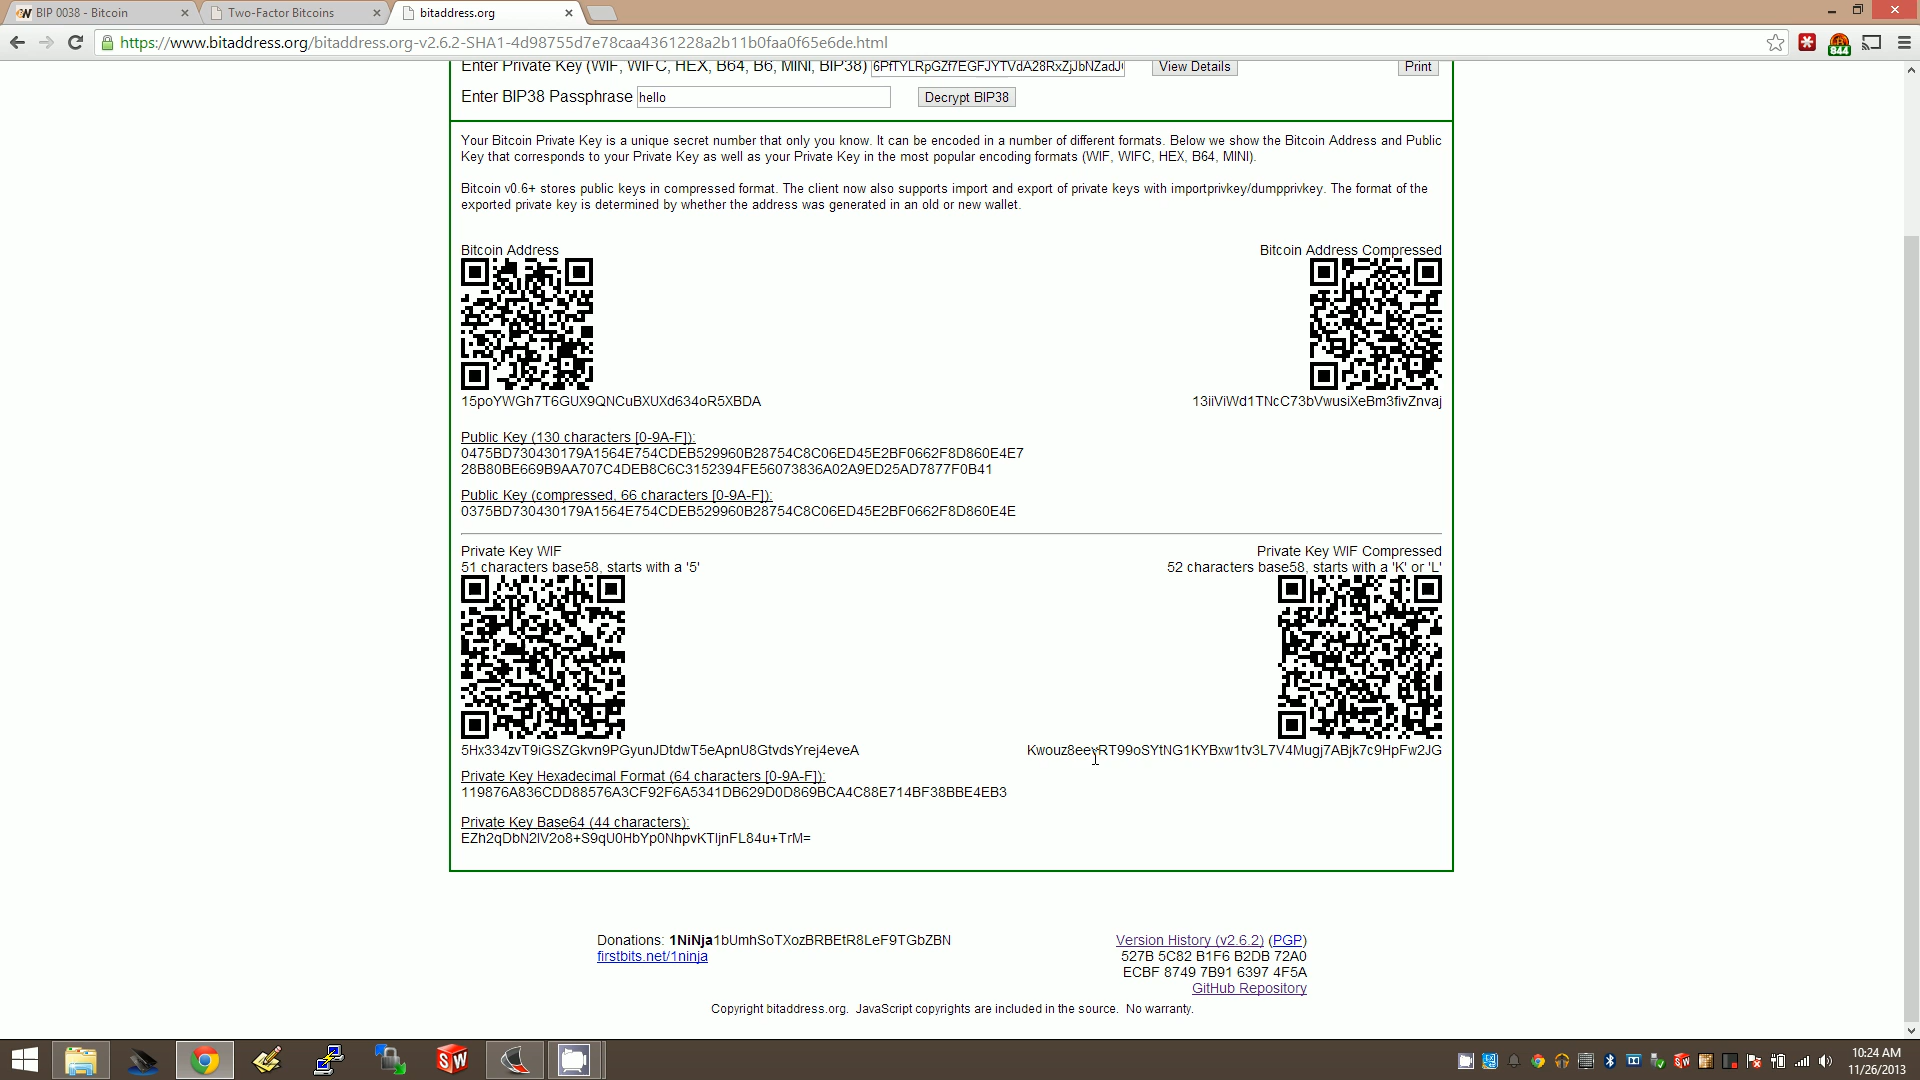 BIP 0038 - Bitcoin
Two-Factor Bitcoins
bitaddress.org
https://www.bitaddress.org/bitaddress.org-v2.6.2-SHA1-4d98755d7e78caa4361228a2b11b0faa0f65e6de.html
844
Enter Private Key (WIF, WIFC, HEX, B64, B6, MINI, BIP38)
View Details
Print
Enter BIP38 Passphrase hello
Decrypt BIP38
Your Bitcoin Private Key is a unique secret number that only you know. It can be encoded in a number of different formats. Below we show the Bitcoin Address and Public
Key that corresponds to your Private Key as well as your Private Key in the most popular encoding formats (WIF, WIFC, HEX, B64, MINI).
Bitcoin v0.6+ stores public keys in compressed format. The client now also supports import and export of private keys with importprivkey/dumpprivkey. The format of the
exported private key is determined by whether the address was generated in an old or new wallet.
Bitcoin Address
Bitcoin Address Compressed
15poYWGh7T6GUX9QNCuBXUXd634oR5XBDA
13iiViWd1TNcC73bVwusiXeBm3fivZnvaj
Public Key (130 characters [0-9A-F]):
0475BD730430179A1564E754CDEB529960B28754C8C06ED45E2BF0662F8D860E4E7
28B80BE669B9AA707C4DEB8C6C3152394FE56073836A02A9ED25AD7877F0B41
Public Key (compressed, 66 characters [0-9A-F]):
0375BD730430179A1564E754CDEB529960B28754C8C06ED45E2BF0662F8D860E4E
Private Key WIF
51 characters base58, starts with a '5'
Private Key WIF Compressed
52 characters base58, starts with a 'K' or 'L'
5Hx334zvT9iGSZGkvn9PGyunJDtdwT5eApnU8GtvdsYrej4eveA
Kwouz8eeyRT99oSYtNG1KYBxw1tv3L7V4Mugj7ABjk7c9HpFw2JG
Private Key Hexadecimal Format (64 characters [0-9A-F]):
119876A836CDD88576A3CF92F6A5341DB629D0D869BCA4C88E714BF38BBE4EB3
Private Key Base64 (44 characters):
EZh2qDbN2IV2o8+S9qU0HbYp0NhpvKTIjnFL84u+TrM=
Donations: 1NiNja1bUmhSoTXozBRBEtR8LeF9TGbZBN
firstbits.net/1ninja
Version History (v2.6.2) (PGP)
527B 5C82 B1F6 B2DB 72A0
ECBF 8749 7B91 6397 4F5A
GitHub Repository
Copyright bitaddress.org. JavaScript copyrights are included in the source. No warranty.
SW
10:24 AM
11/26/2013